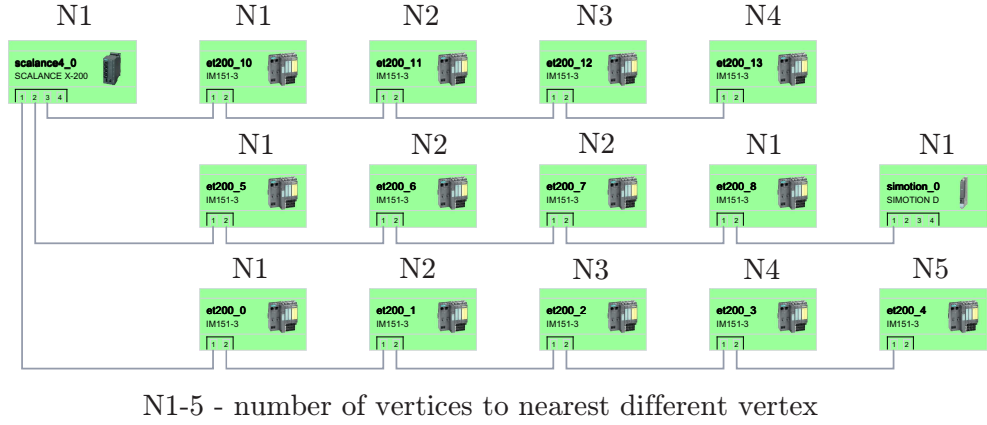 N1 N1 N2 N3 N4
scalance4_0 et200_10 et200_11 et200_12 et200_13
SCALANCE X-200 IM151-3 IM151-3 IM151-3 IM151-3
1 2 3 4 1 2 1 2 1 2 1 2
N1 N2 N2 N1 N1
et200_5 et200_6 et200_7 et200_8 simotion_0
IM151-3 IM151-3 IM151-3 IM151-3 SIMOTION D
1 2 1 2 1 2 1 2 1 2 3 4
N1 N2 N3 N4 N5
et200_0 et200_1 et200_2 et200_3 et200_4
IM151-3 IM151-3 IM151-3 IM151-3 IM151-3
1 2 1 2 1 2 1 2 1 2
N1-5 - number of vertices to nearest different vertex